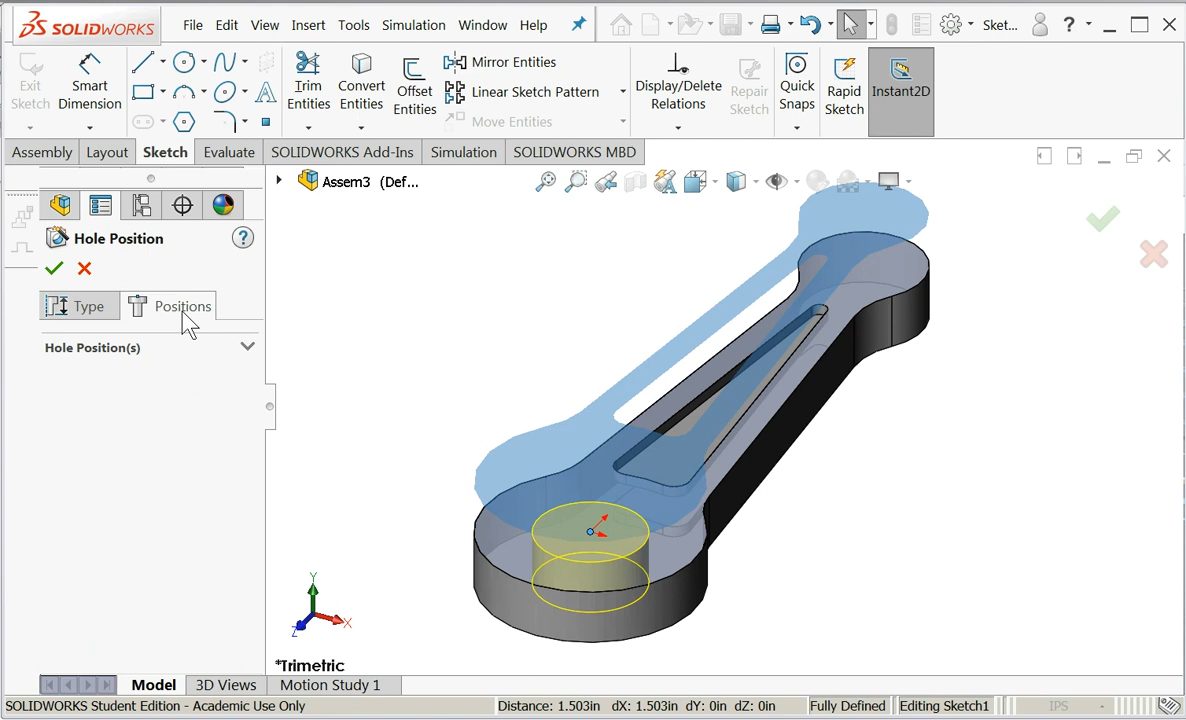 SOLIDWORKS File Edit View Insert Tools Simulation Window Help Sket... ?
Exit Sketch
Smart Dimension
Trim Entities
Convert Entities
Offset Entities
Mirror Entities
Linear Sketch Pattern
Move Entities
Display/Delete Relations
Repair Sketch
Quick Snaps
Rapid Sketch
Instant2D
Assembly Layout Sketch Evaluate SOLIDWORKS Add-Ins Simulation SOLIDWORKS MBD
Assem3 (Def...
Hole Position ?
Type Positions
Hole Position(s)
Y
X
Z
*Trimetric
Model 3D Views Motion Study 1
SOLIDWORKS Student Edition - Academic Use Only Distance: 1.503in dX: 1.503in dY: 0in dZ: 0in Fully Defined Editing Sketch1 IPS